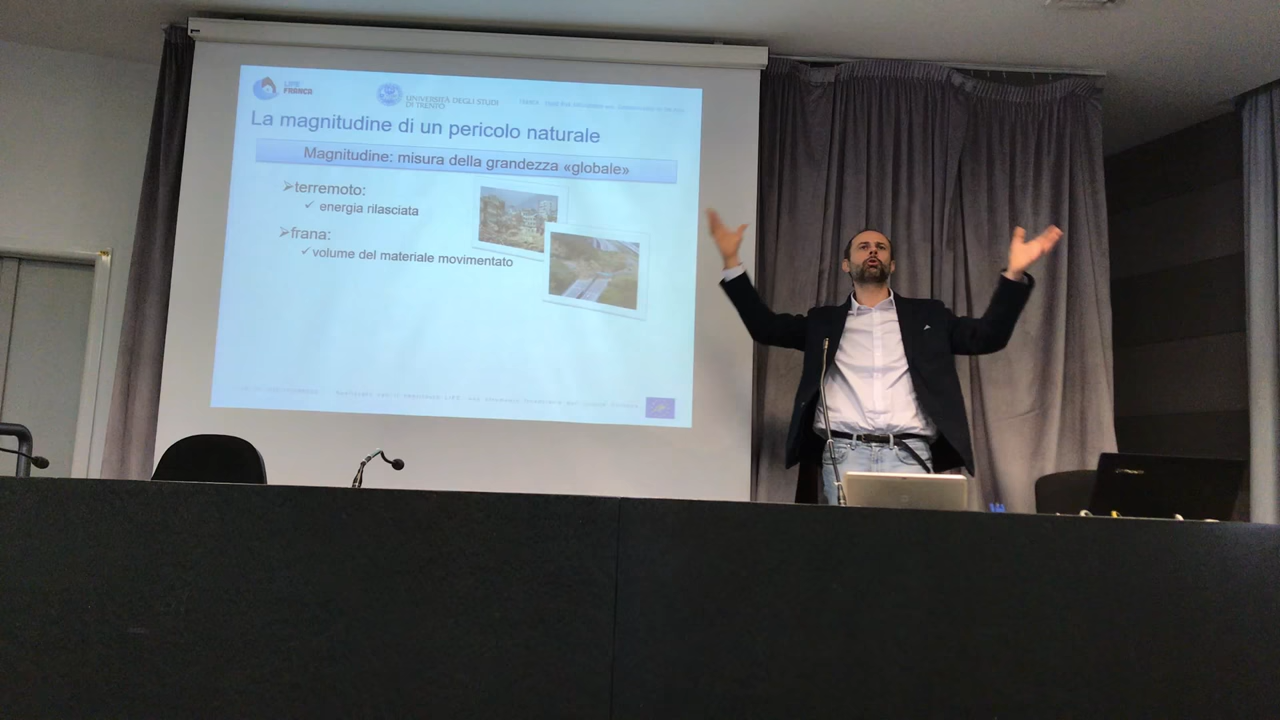 LIFE
FRANCA
UNIVERSITÀ DEGLI STUDI
DI TRENTO
La magnitudine di un pericolo naturale
Magnitudine: misura della grandezza «globale»
➢terremoto:
✓ energia rilasciata
➢frana:
✓volume del materiale movimentato